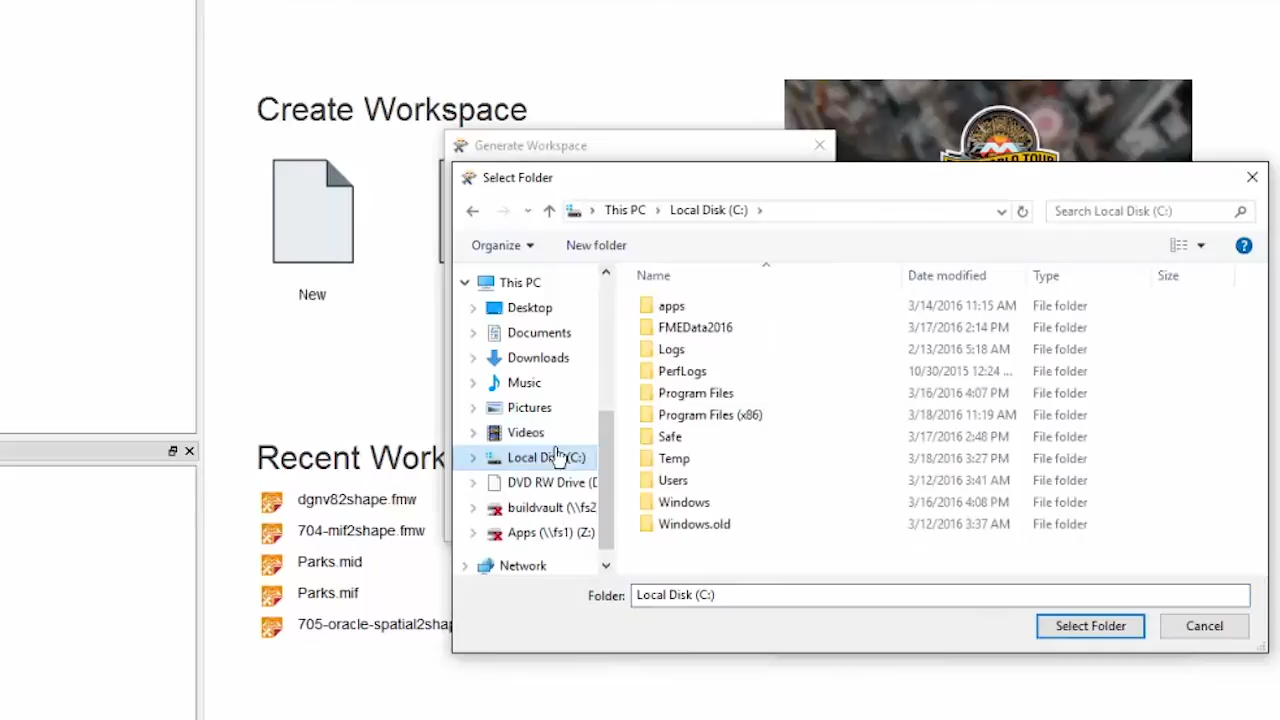 Create Workspace
New
Recent Work
dgnv82shape.fmw
704-mif2shape.fmw
Parks.mid
Parks.mif
705-oracle-spatial2shap
Generate Workspace
Select Folder
This PC Local Disk (C:)
Search Local Disk (C:)
Organize New folder
This PC
Desktop
Documents
Downloads
Music
Pictures
Videos
Local Disk (C:)
DVD RW Drive (D
buildvault (\\fs2
Apps (\\fs1) (Z:)
Network
Name Date modified Type Size
apps 3/14/2016 11:15 AM File folder
FMEData2016 3/17/2016 2:14 PM File folder
Logs 2/13/2016 5:18 AM File folder
PerfLogs 10/30/2015 12:24 ... File folder
Program Files 3/16/2016 4:07 PM File folder
Program Files (x86) 3/18/2016 11:19 AM File folder
Safe 3/17/2016 2:48 PM File folder
Temp 3/18/2016 3:27 PM File folder
Users 3/12/2016 3:41 AM File folder
Windows 3/16/2016 4:08 PM File folder
Windows.old 3/12/2016 3:37 AM File folder
Folder: Local Disk (C:)
Select Folder Cancel